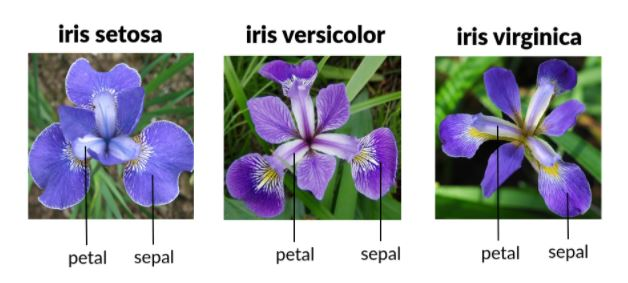 iris setosa
iris versicolor
iris virginica
petal
sepal
petal
sepal
petal
sepal